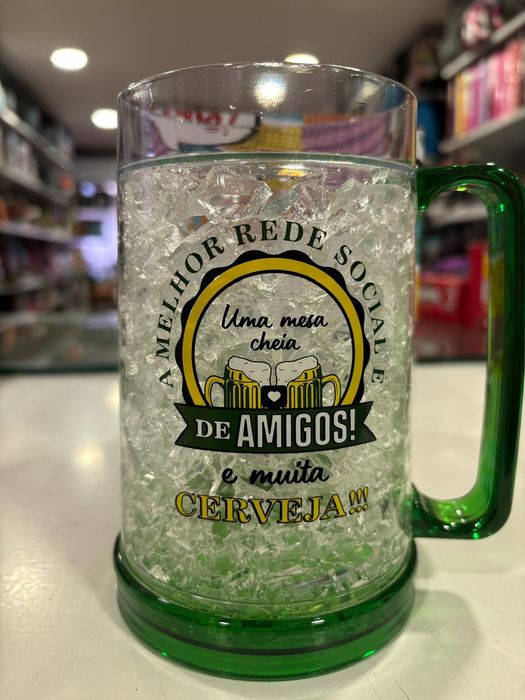 A MELHOR REDE SOCIAL E
Uma mesa
cheia
DE AMIGOS!
e muita
CERVEJA!!!